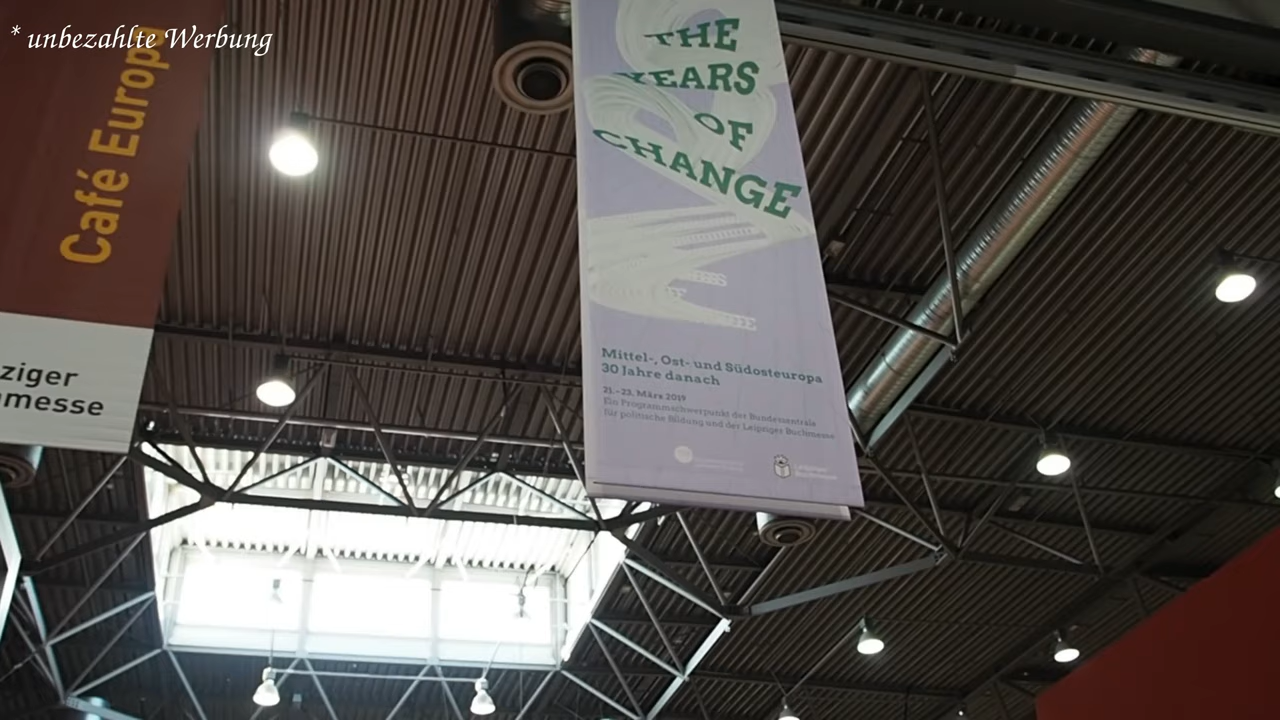 * unbezahlte Werbung
Café Europa
ziger
messe
THE
YEARS
OF
CHANGE
Mittel-, Ost- und Südosteuropa
30 Jahre danach
21.–23. März 2019
Ein Programmschwerpunkt der Bundeszentrale
für politische Bildung und der Leipziger Buchmesse